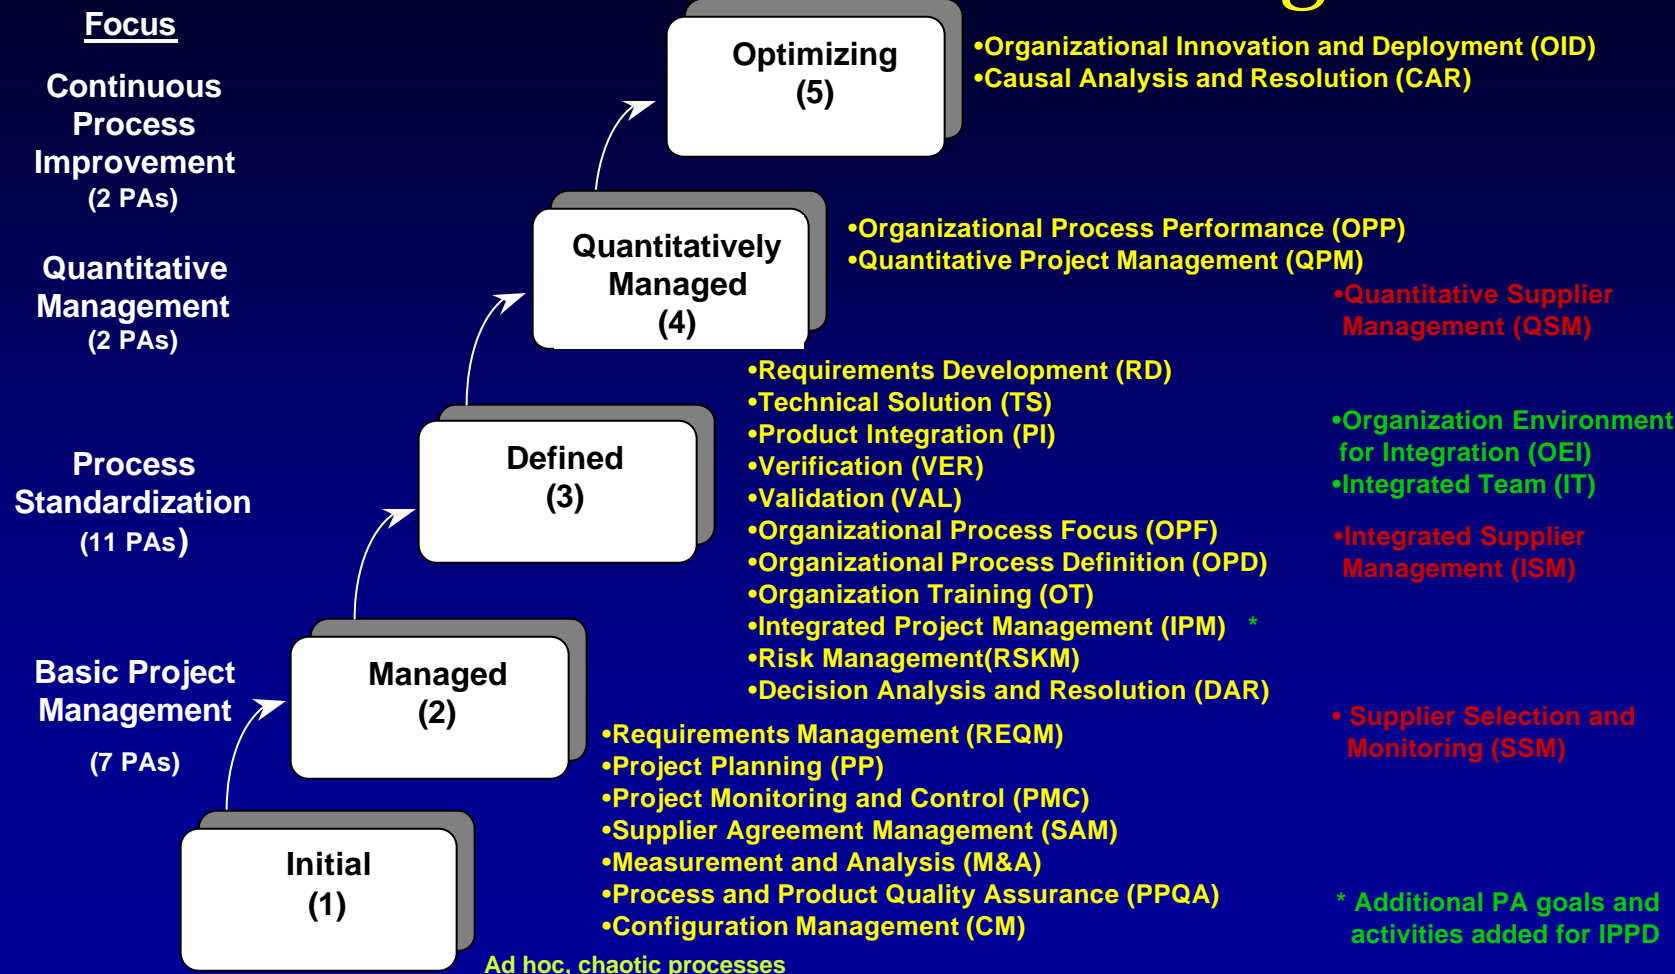 Focus
Continuous
Process
Improvement
(2 PAs)
Quantitative
Management
(2 PAs)
Process
Standardization
(11 PAs)
Basic Project
Management
(7 PAs)
Optimizing
(5)
•Organizational Innovation and Deployment (OID)
•Causal Analysis and Resolution (CAR)
Quantitatively
Managed
(4)
•Organizational Process Performance (OPP)
•Quantitative Project Management (QPM)
•Quantitative Supplier
Management (QSM)
Defined
(3)
•Requirements Development (RD)
•Technical Solution (TS)
•Product Integration (PI)
•Verification (VER)
•Validation (VAL)
•Organizational Process Focus (OPF)
•Organizational Process Definition (OPD)
•Organization Training (OT)
•Integrated Project Management (IPM) *
•Risk Management(RSKM)
•Decision Analysis and Resolution (DAR)
•Organization Environment
for Integration (OEI)
•Integrated Team (IT)
•Integrated Supplier
Management (ISM)
Managed
(2)
•Requirements Management (REQM)
•Project Planning (PP)
•Project Monitoring and Control (PMC)
•Supplier Agreement Management (SAM)
•Measurement and Analysis (M&A)
•Process and Product Quality Assurance (PPQA)
•Configuration Management (CM)
• Supplier Selection and
Monitoring (SSM)
Initial
(1)
Ad hoc, chaotic processes
* Additional PA goals and
activities added for IPPD